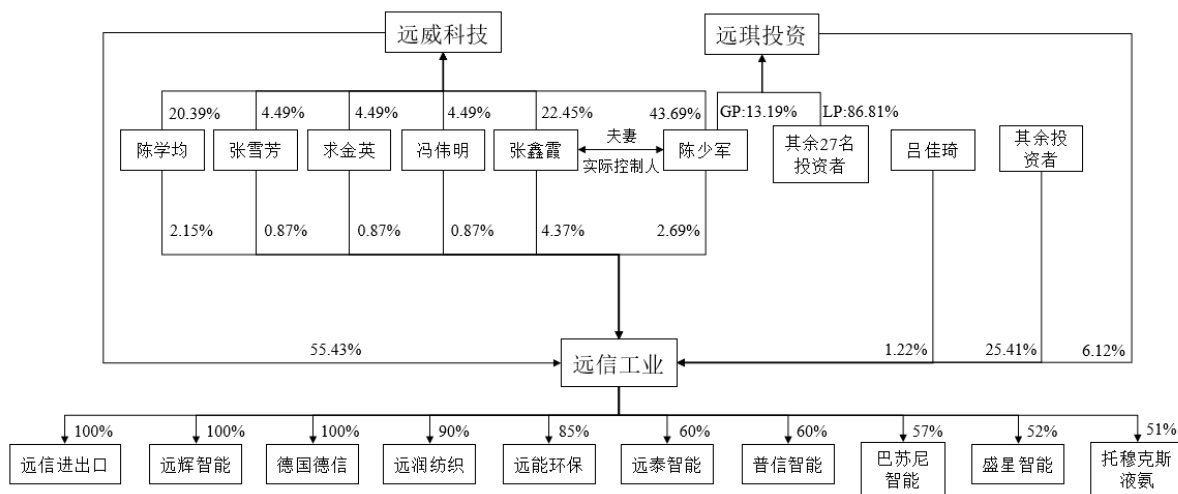 远威科技
远琪投资
20.39%
4.49%
4.49%
4.49%
22.45%
43.69%
GP:13.19%
LP:86.81%
陈学均
张雪芳
求金英
冯伟明
张鑫霞
夫妻
实际控制人
陈少军
其余27名
投资者
吕佳琦
其余投
资者
2.15%
0.87%
0.87%
0.87%
4.37%
2.69%
55.43%
远信工业
1.22%
25.41%
6.12%
100%
100%
100%
90%
85%
60%
60%
57%
52%
51%
远信进出口
远辉智能
德国德信
远润纺织
远能环保
远泰智能
普信智能
巴苏尼
智能
盛星智能
托穆克斯
液氨